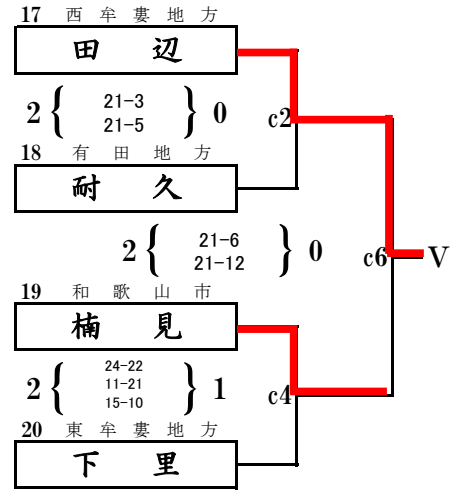 17 西牟婁地方
田辺
2 { 21-3 } 0
21-5
c2
18 有田地方
耐久
2 { 21-6 } 0
21-12
c6 V
19 和歌山市
楠見
24-22
2 { 11-21 } 1
15-10
c4
20 東牟婁地方
下里